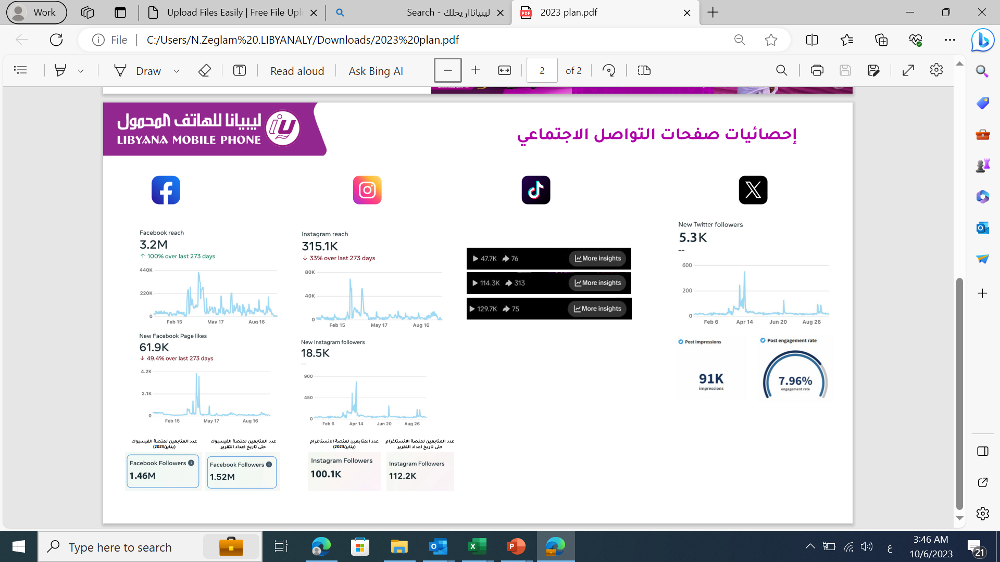 Work
Upload Files Easily | Free File Upl
ليبيانااريحلك - Search
2023 plan.pdf
File
C:/Users/N.Zeglam%20.LIBYANALY/Downloads/2023%20plan.pdf
Draw
Read aloud
Ask Bing AI
2
of 2
ليبيانا للهاتف المحمول
LIBYANA MOBILE PHONE
إحصائيات صفحات التواصل الاجتماعي
Facebook reach
3.2M
↑ 100% over last 273 days
440K
220K
0
Feb 15 May 17 Aug 16
New Facebook Page likes
61.9K
↓ 49.4% over last 273 days
4.2K
2.1K
0
Feb 15 May 17 Aug 16
عدد المتابعين لمنصة الفيسبوك
(يناير/2023)
Facebook Followers
1.46M
عدد المتابعين لمنصة الفيسبوك
حتى تاريخ اعداد التقرير
Facebook Followers
1.52M
Instagram reach
315.1K
↓ 33% over last 273 days
80K
40K
0
Feb 15 May 17 Aug 16
New Instagram followers
18.5K
--
900
450
0
Feb 6 Apr 14 Jun 20 Aug 26
عدد المتابعين لمنصة الانستاغرام
(يناير/2023)
Instagram Followers
100.1K
عدد المتابعين لمنصة الانستاغرام
حتى تاريخ اعداد التقرير
Instagram Followers
112.2K
47.7K 76 More insights
114.3K 313 More insights
129.7K 75 More insights
New Twitter followers
5.3K
--
600
200
0
Feb 6 Apr 14 Jun 20 Aug 26
Post impressions
91K
impressions
Post engagement rate
7.96%
engagement rate
Type here to search
ع
3:46 AM
10/6/2023
21